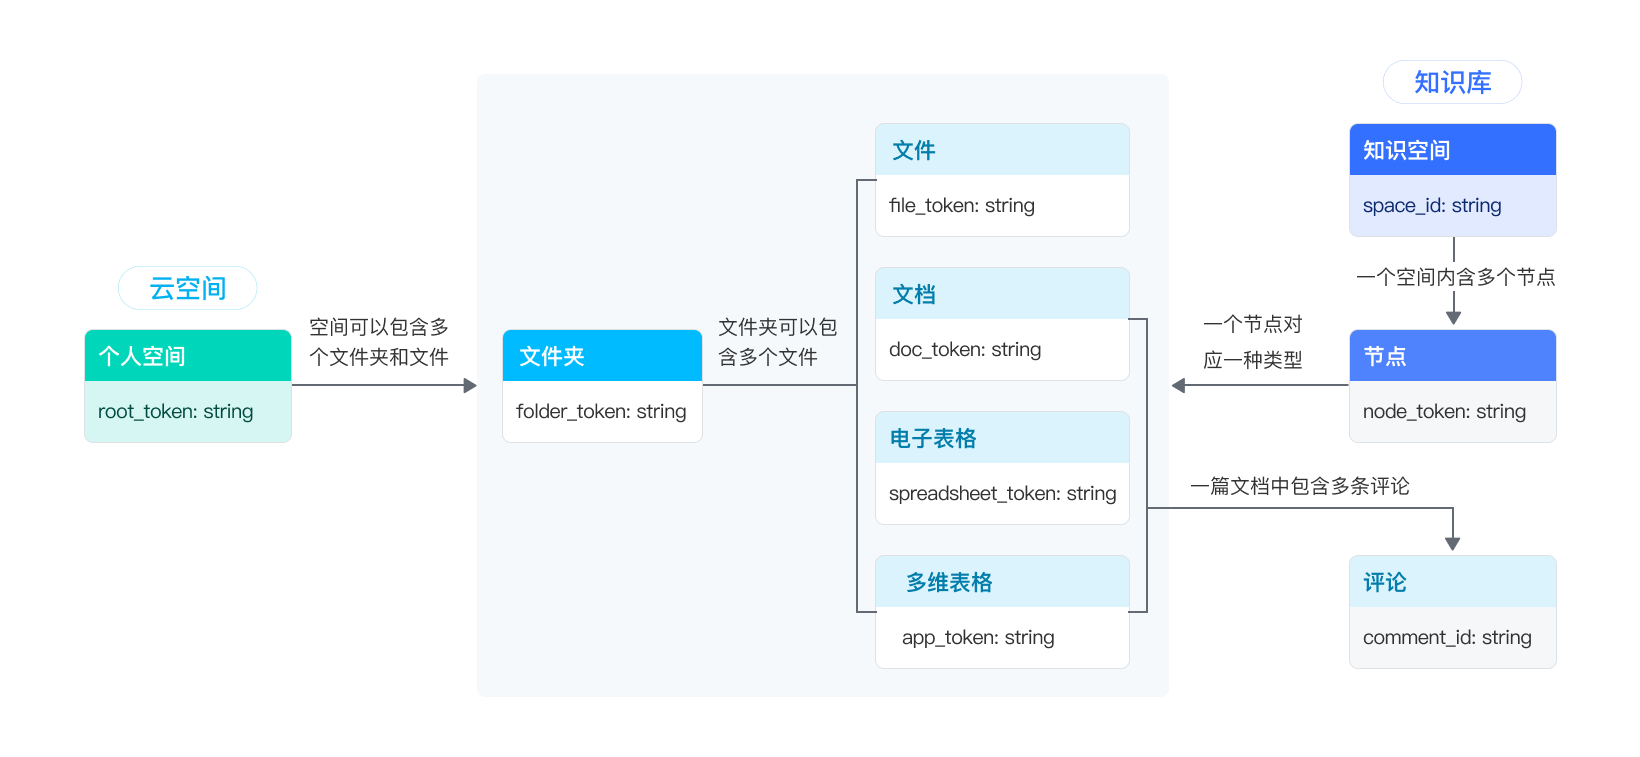 云空间
个人空间
root_token: string
空间可以包含多
个文件夹和文件
文件夹
folder_token: string
文件夹可以包
含多个文件
文件
file_token: string
文档
doc_token: string
电子表格
spreadsheet_token: string
多维表格
app_token: string
知识库
知识空间
space_id: string
一个空间内含多个节点
一个节点对
应一种类型
节点
node_token: string
一篇文档中包含多条评论
评论
comment_id: string